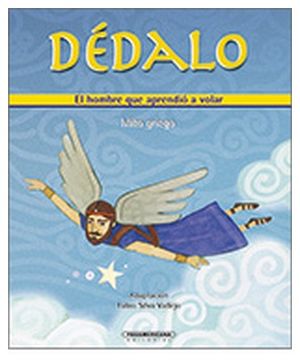 DÉDALO
El hombre que aprendió a volar
Mito griego
Adaptación
Fabio Silva Vallejo
PANAMERICANA
EDITORIAL